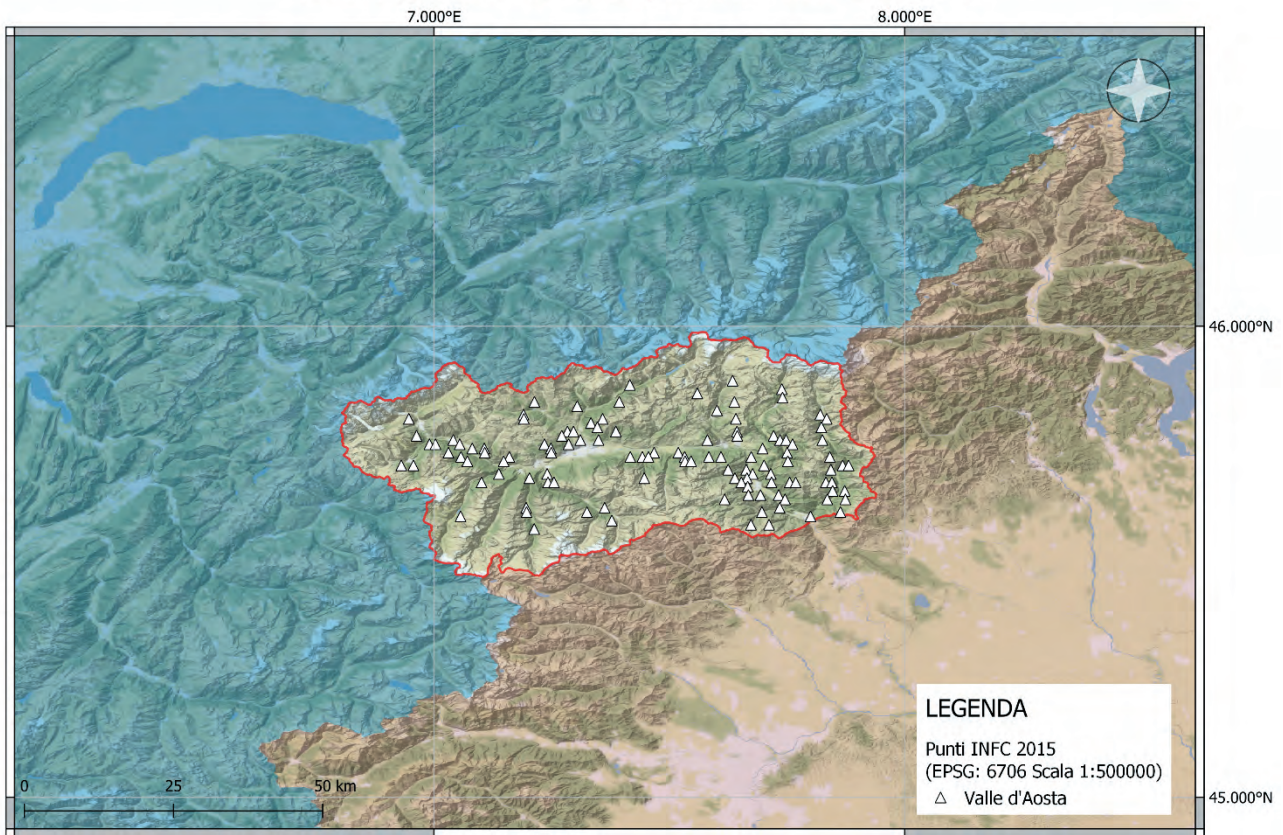 7.000°E
8.000°E
46.000°N
LEGENDA
Punti INFC 2015
(EPSG: 6706 Scala 1:500000)
Valle d'Aosta
0
25
50 km
45.000°N